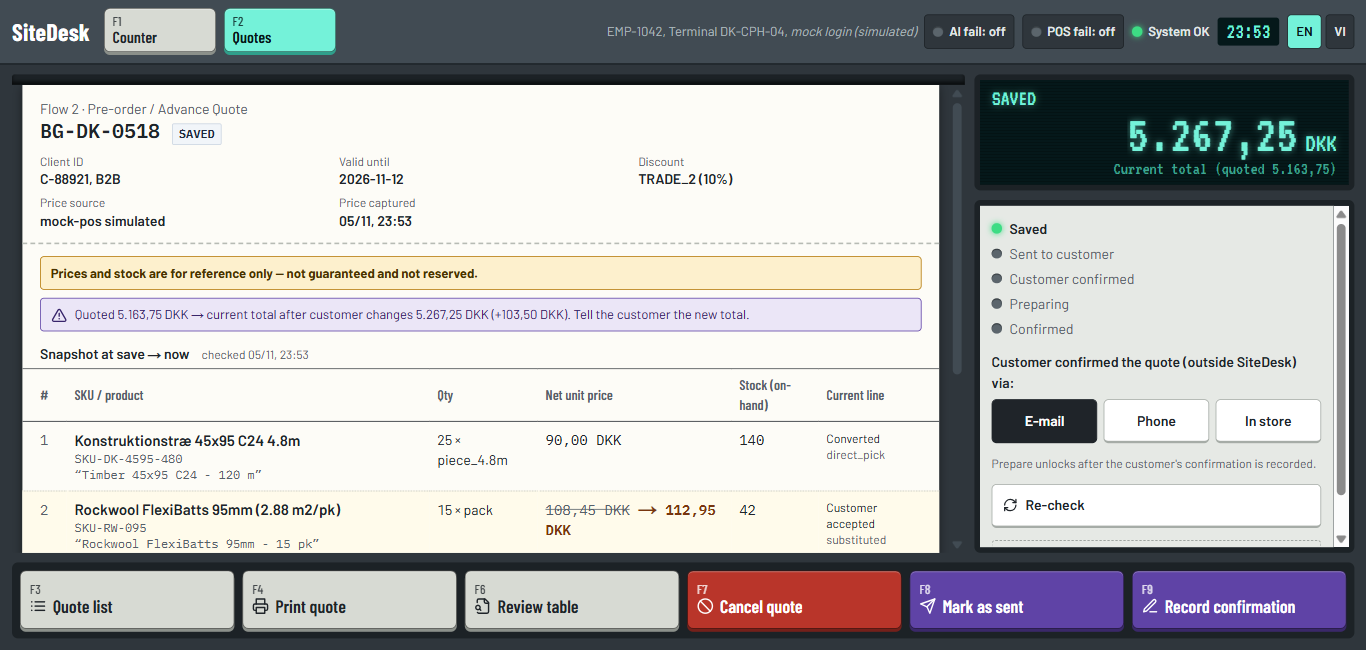 SiteDesk
F1
Counter
F2
Quotes
EMP-1042, Terminal DK-CPH-04, mock login (simulated)
AI fail: off
POS fail: off
System OK
23:53
EN
VI
Flow 2 · Pre-order / Advance Quote
BG-DK-0518 SAVED
Client ID
C-88921, B2B
Valid until
2026-11-12
Discount
TRADE_2 (10%)
Price source
mock-pos simulated
Price captured
05/11, 23:53
Prices and stock are for reference only — not guaranteed and not reserved.
Quoted 5.163,75 DKK → current total after customer changes 5.267,25 DKK (+103,50 DKK). Tell the customer the new total.
Snapshot at save → now checked 05/11, 23:53
# SKU / product Qty Net unit price Stock (on-hand) Current line
1 Konstruktionstræ 45x95 C24 4.8m 25 × piece_4.8m 90,00 DKK 140 Converted
SKU-DK-4595-480 direct_pick
“Timber 45x95 C24 - 120 m”
2 Rockwool FlexiBatts 95mm (2.88 m2/pk) 15 × pack 108,45 DKK → 112,95 DKK 42 Customer accepted substituted
SKU-RW-095
“Rockwool FlexiBatts 95mm - 15 pk”
SAVED
5.267,25 DKK
Current total (quoted 5.163,75)
Saved
Sent to customer
Customer confirmed
Preparing
Confirmed
Customer confirmed the quote (outside SiteDesk)
via:
E-mail
Phone
In store
Prepare unlocks after the customer's confirmation is recorded.
Re-check
F3
Quote list
F4
Print quote
F6
Review table
F7
Cancel quote
F8
Mark as sent
F9
Record confirmation